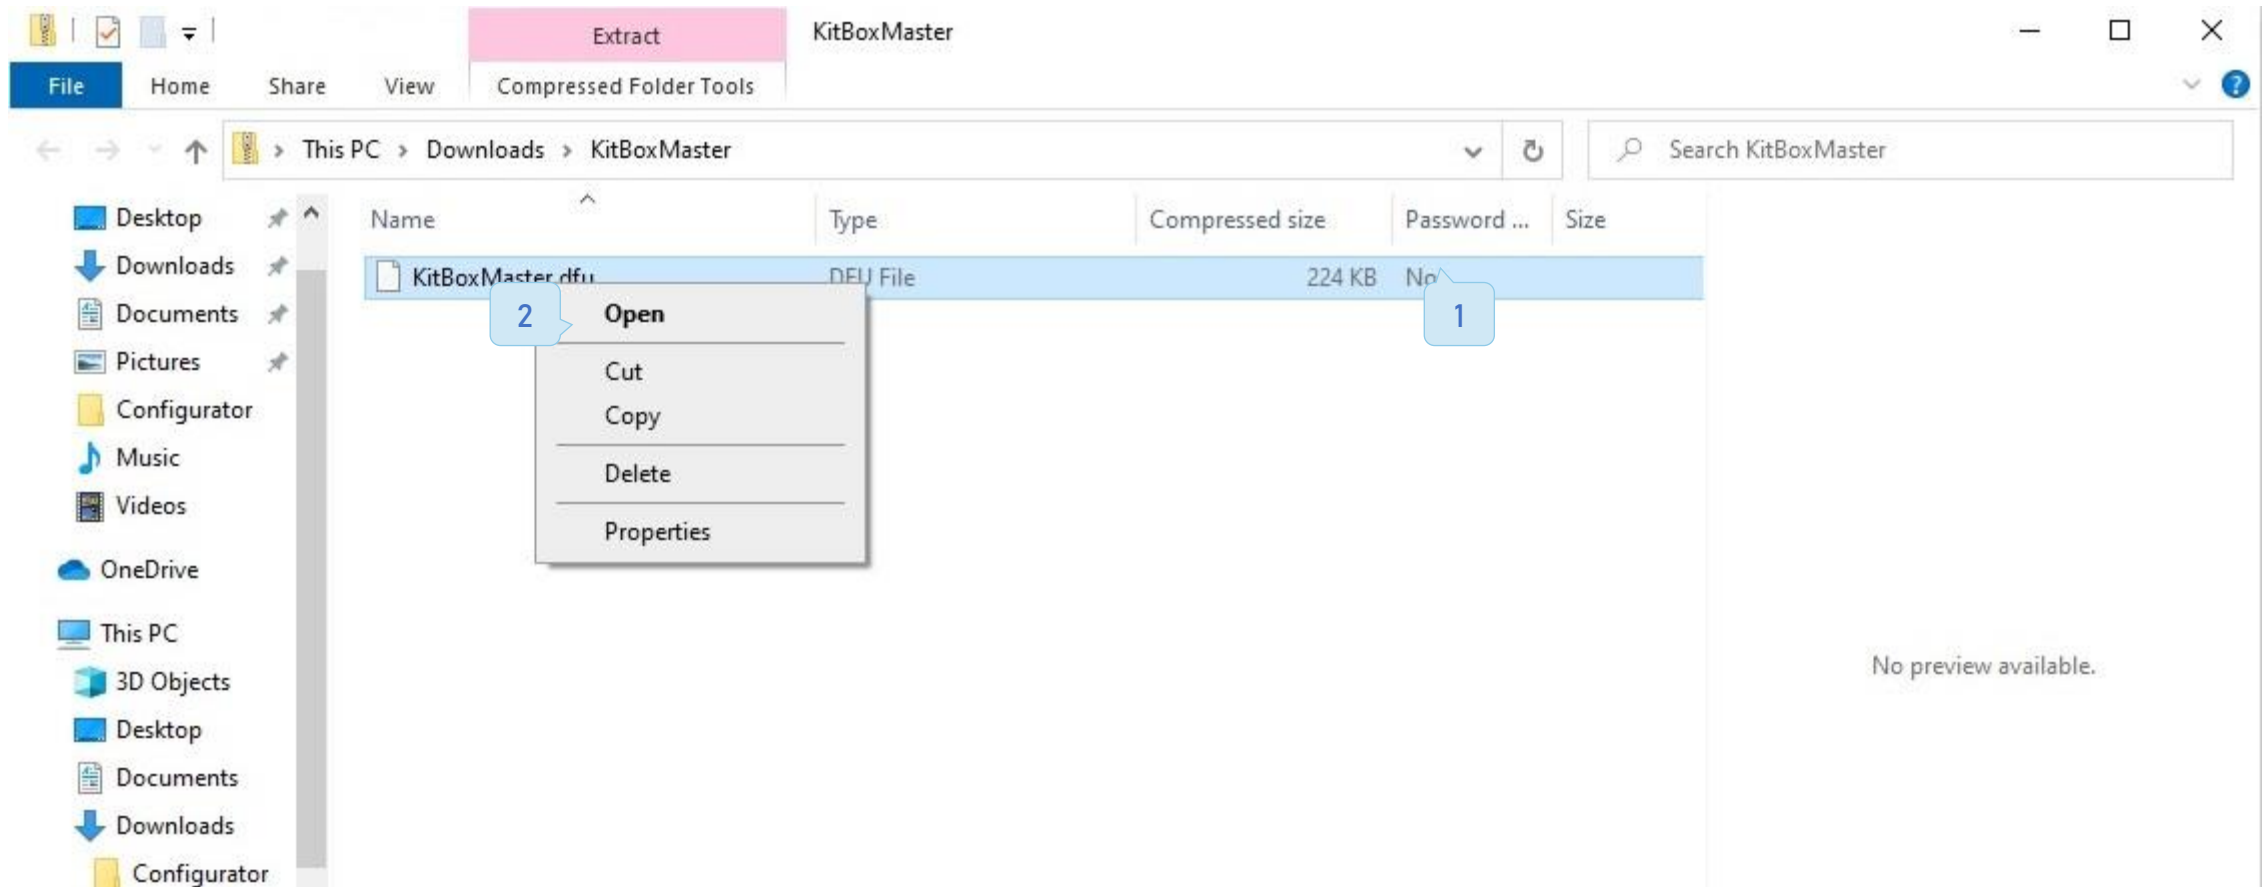 Extract
KitBoxMaster
File Home Share View Compressed Folder Tools
This PC > Downloads > KitBoxMaster
Search KitBoxMaster
Desktop
Downloads
Documents
Pictures
Configurator
Music
Videos
OneDrive
This PC
3D Objects
Desktop
Documents
Downloads
Configurator
Name Type Compressed size Password ... Size
KitBoxMaster.dfu DFU File 224 KB No
2
1
Open
Cut
Copy
Delete
Properties
No preview available.